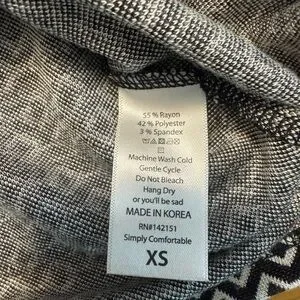 55 % Rayon
42 % Polyester
3 % Spandex
Machine Wash Cold
Gentle Cycle
Do Not Bleach
Hang Dry
or you'll be sad
MADE IN KOREA
RN#142151
Simply Comfortable
XS